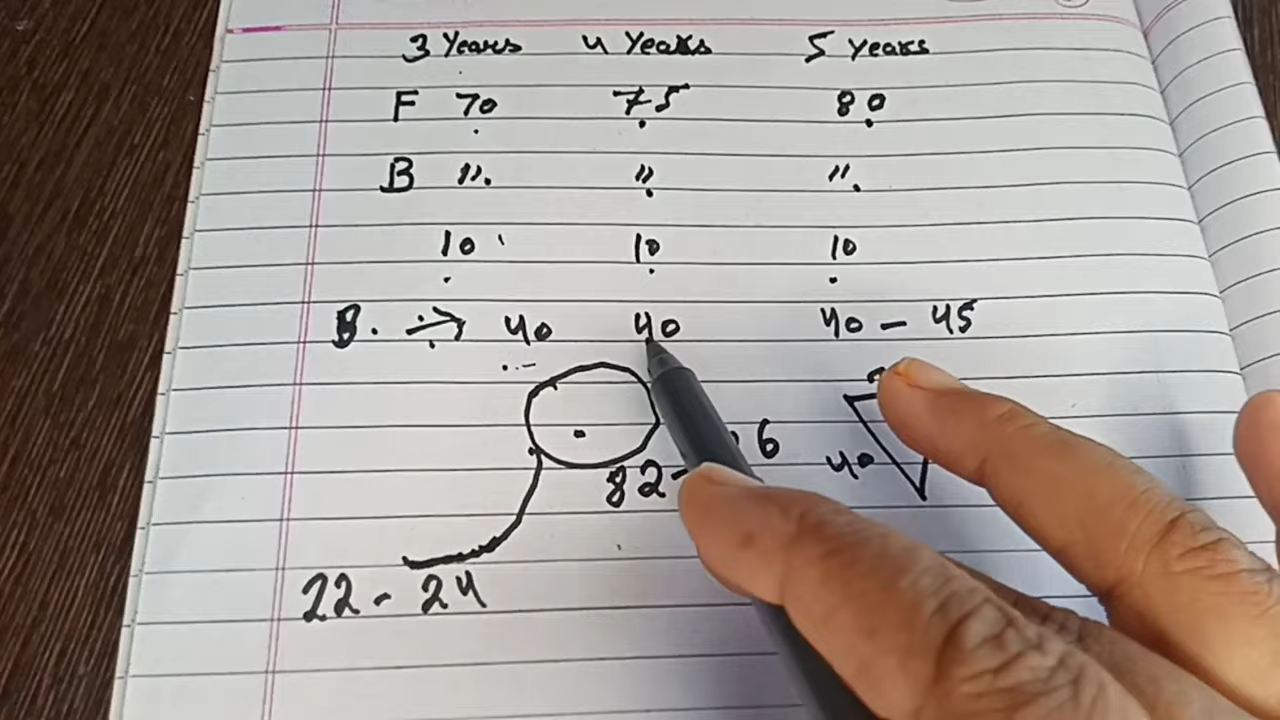 3 Years 4 Years 5 Years
F 70 75 80
B ". " ".
10 10 10
B. 40 40 40 - 45
6
40
82-
22 - 24